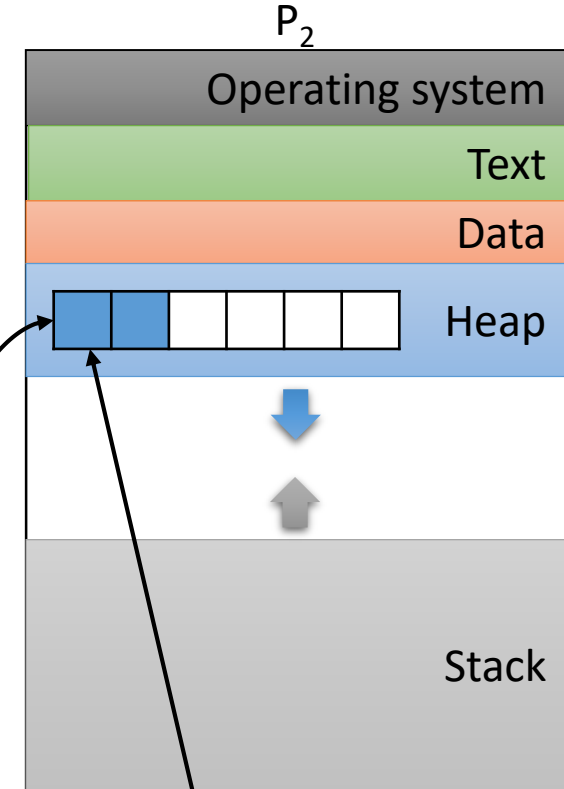 P₂
Operating system
Text
Data
Heap
Stack